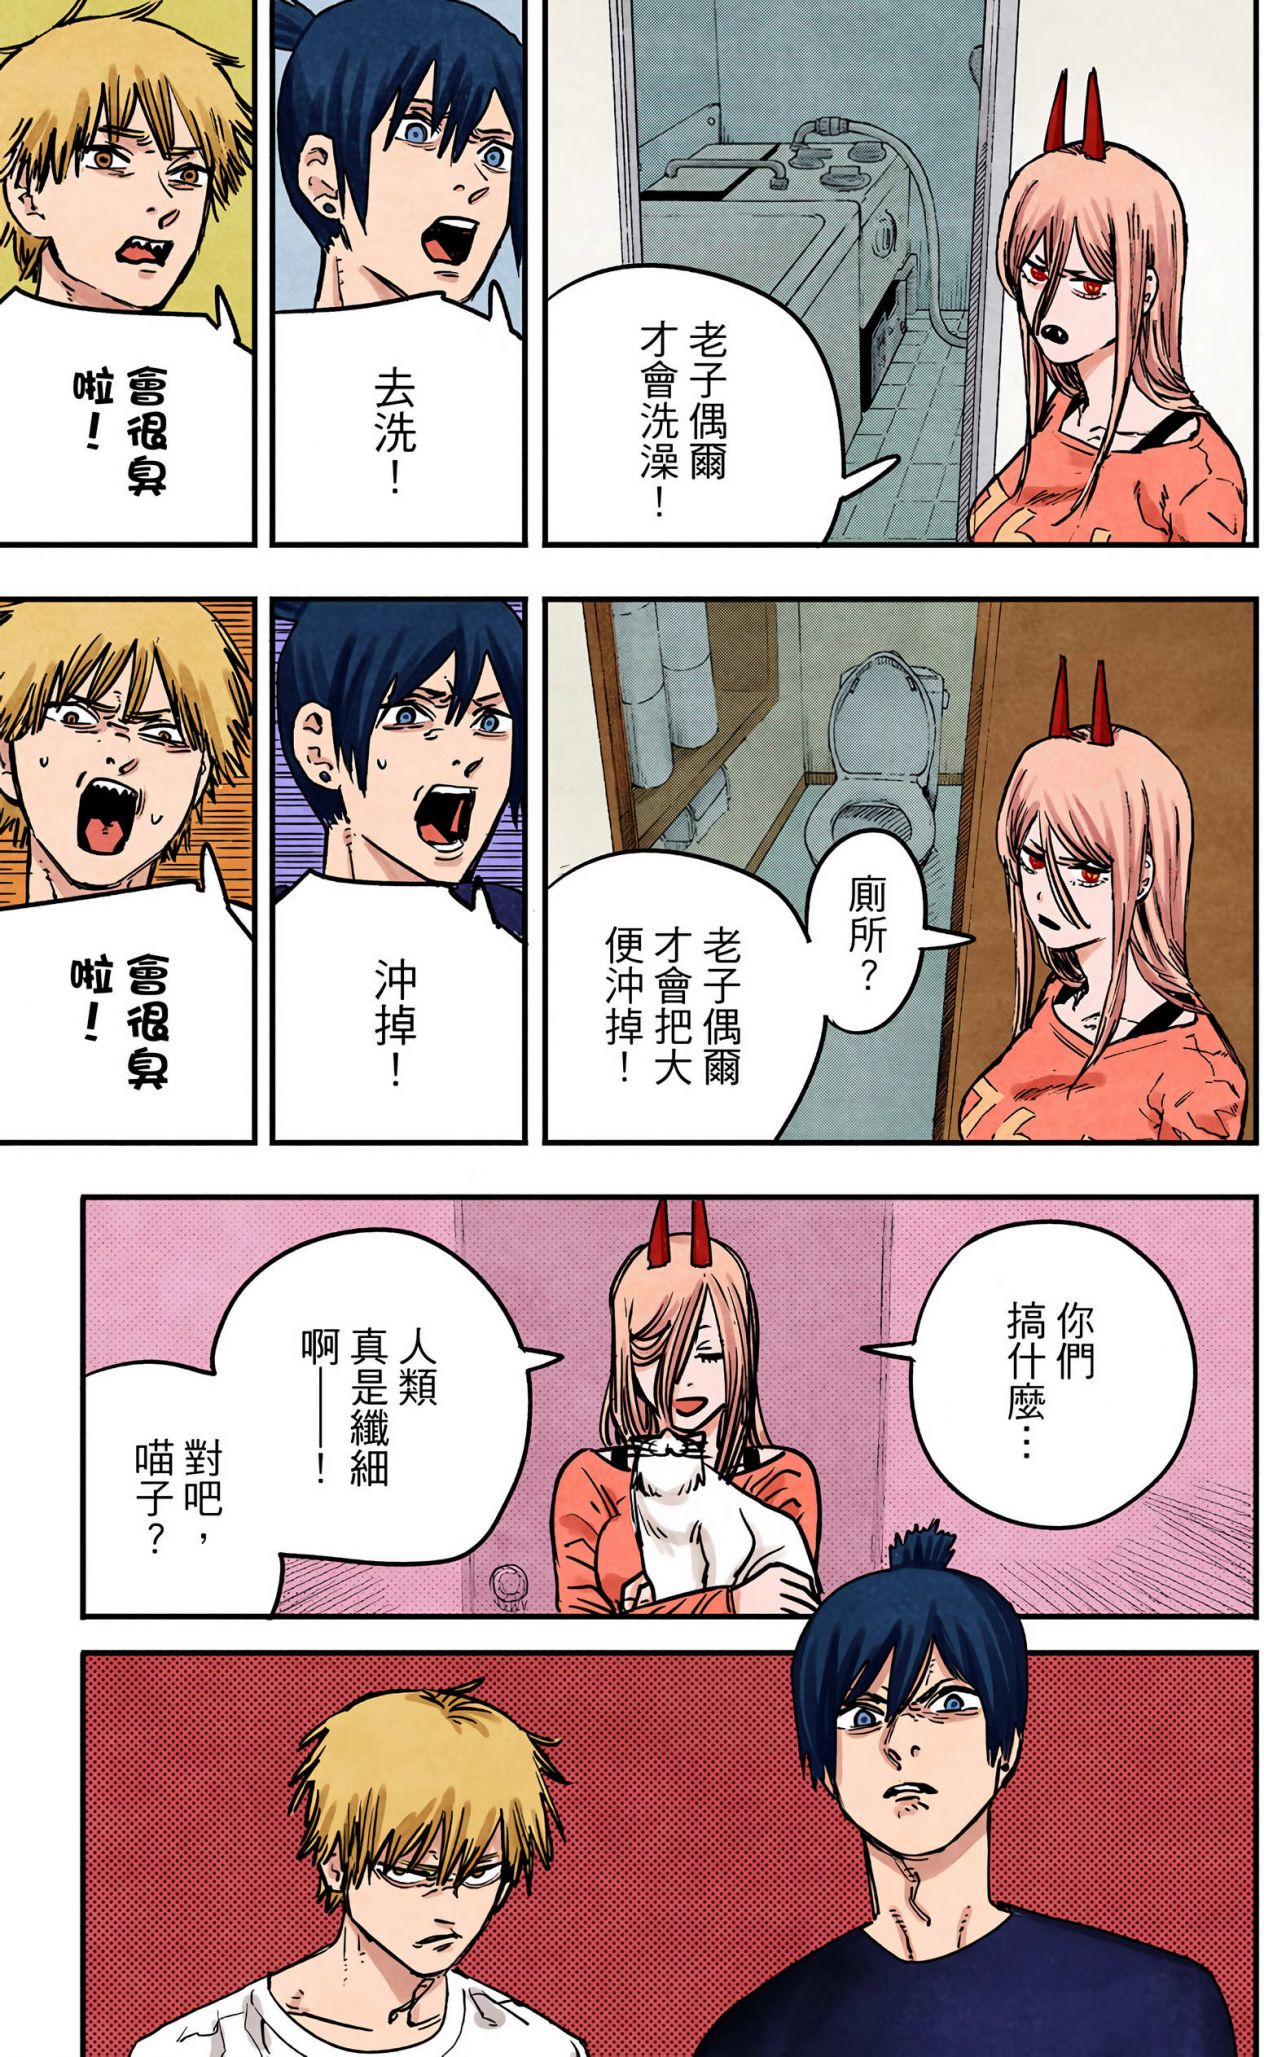 老子偶爾
才會洗澡！
去洗！
會很臭
啦！
廁所？
老子偶爾
才會把大
便沖掉！
沖掉！
會很臭
啦！
你們
搞什麼…
人類
真是纖細
啊——！
對吧，
喵子？